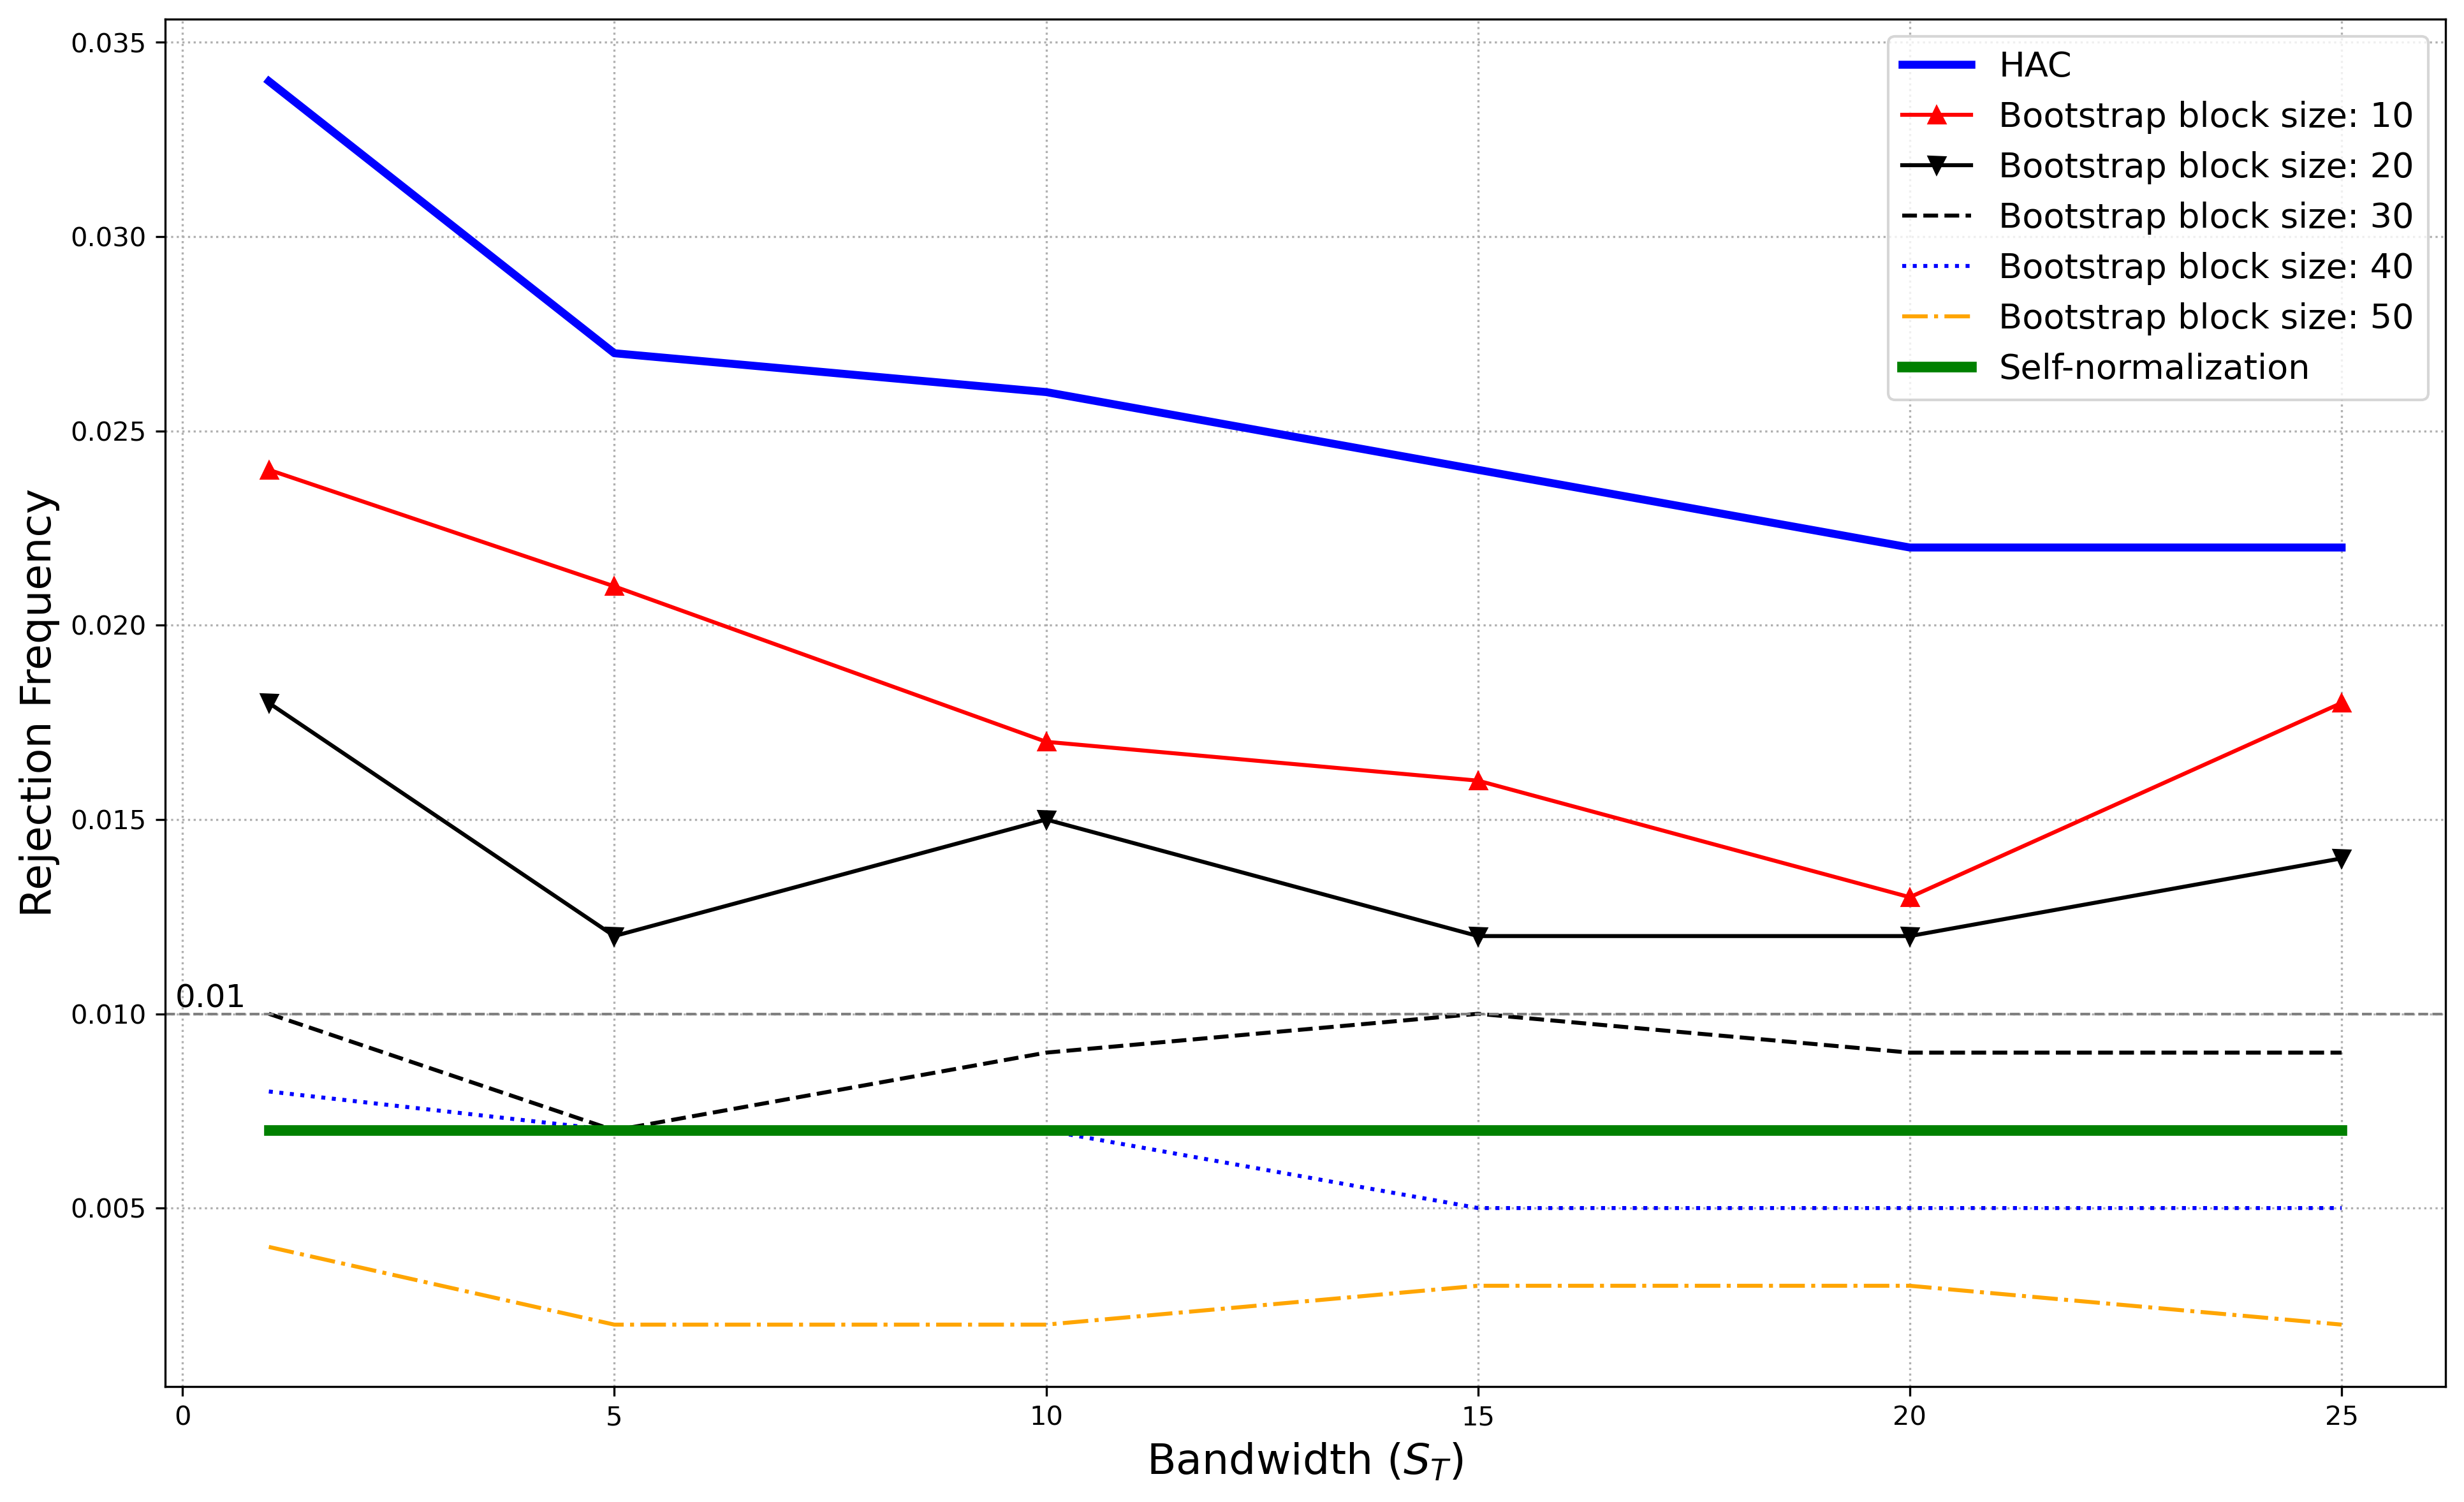 0.035
0.030
0.025
0.020
0.015
0.010
0.005
Rejection Frequency
0.01
HAC
Bootstrap block size: 10
Bootstrap block size: 20
Bootstrap block size: 30
Bootstrap block size: 40
Bootstrap block size: 50
Self-normalization
0 5 10 15 20 25
Bandwidth (S_T)